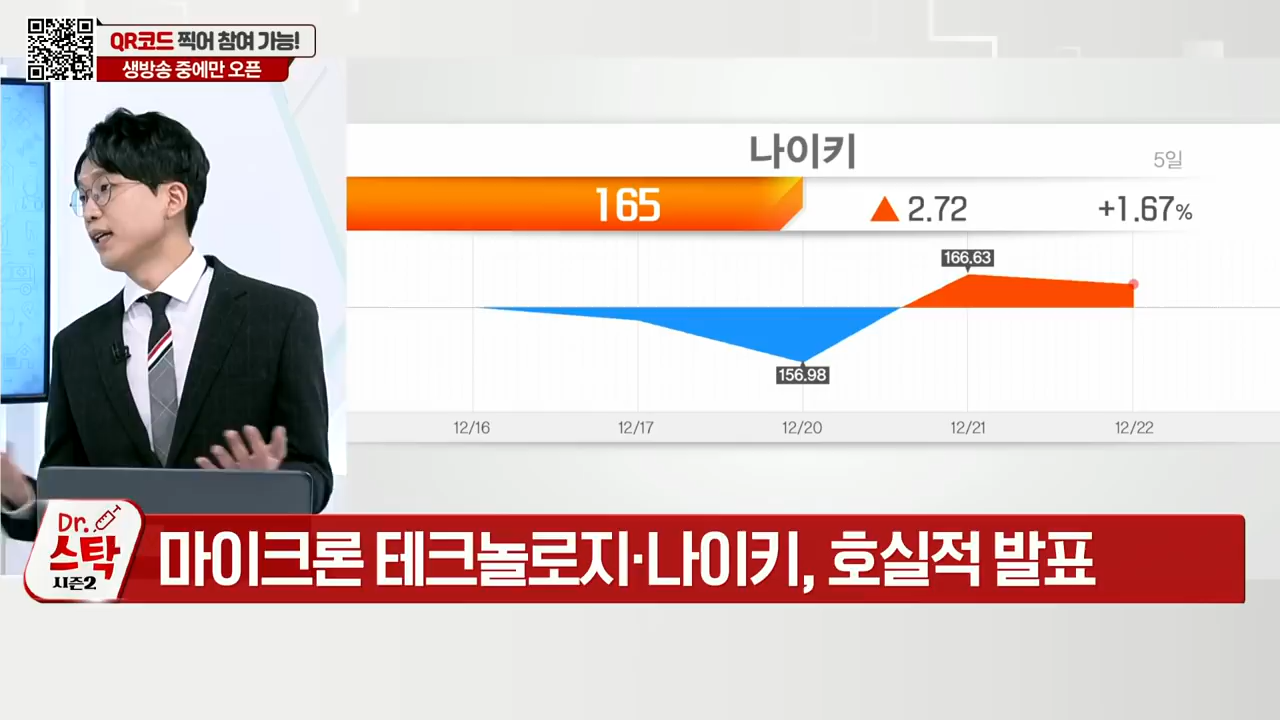 QR코드 찍어 참여 가능!
생방송 중에만 오픈
나이키
5일
165 ▲ 2.72 +1.67%
166.63
156.98
12/16 12/17 12/20 12/21 12/22
Dr.
스탁
시즌2
마이크론 테크놀로지·나이키, 호실적 발표